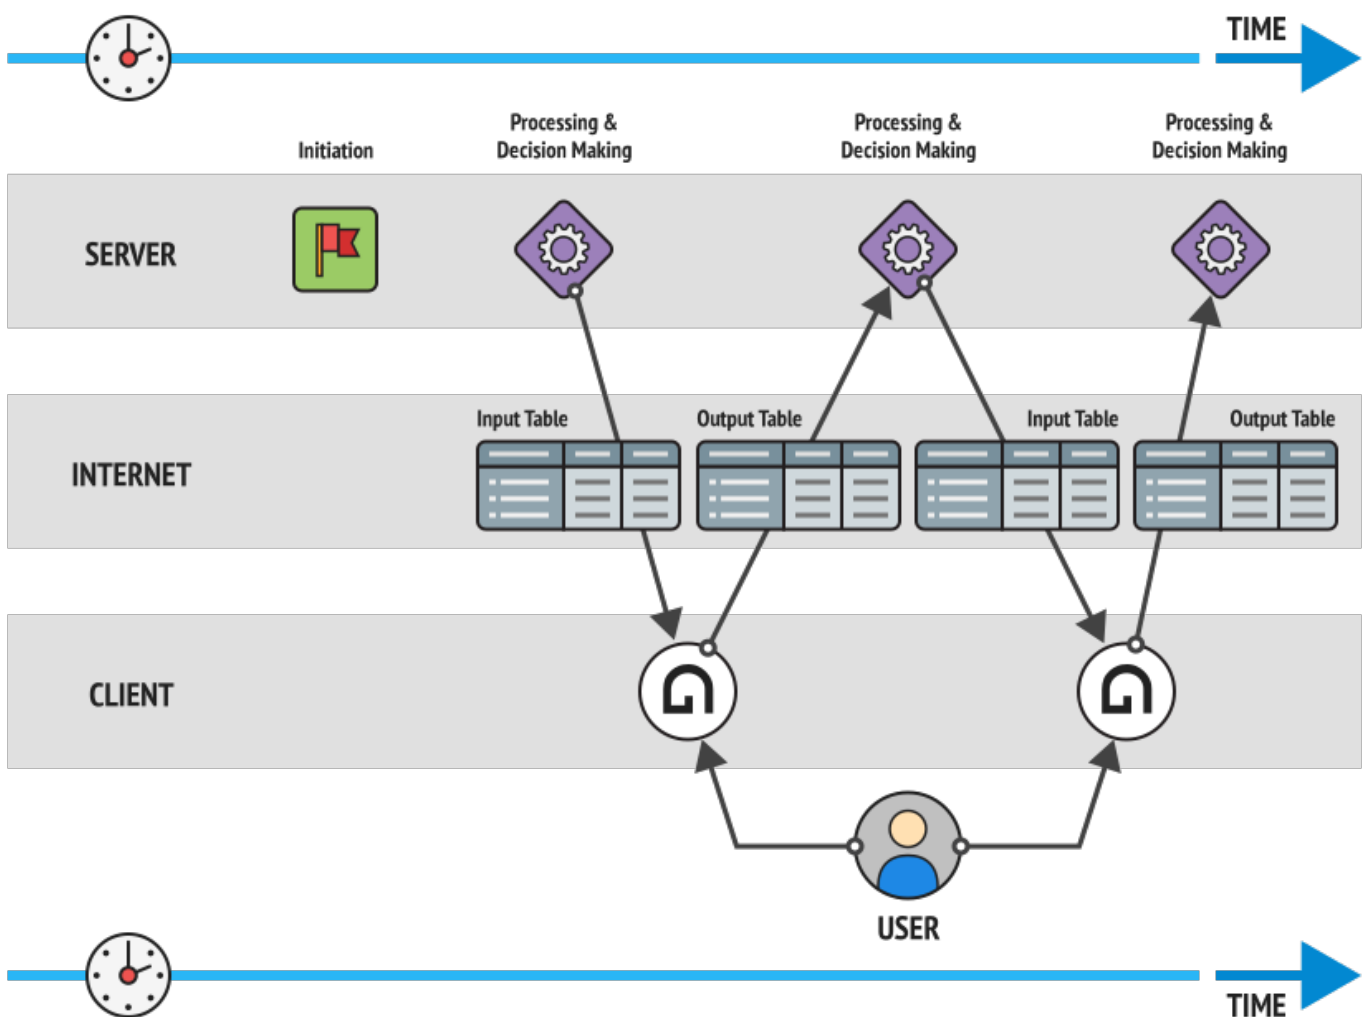 TIME
Initiation
Processing &
Decision Making
Processing &
Decision Making
Processing &
Decision Making
SERVER
INTERNET
Input Table
Output Table
Input Table
Output Table
CLIENT
G
G
USER
TIME